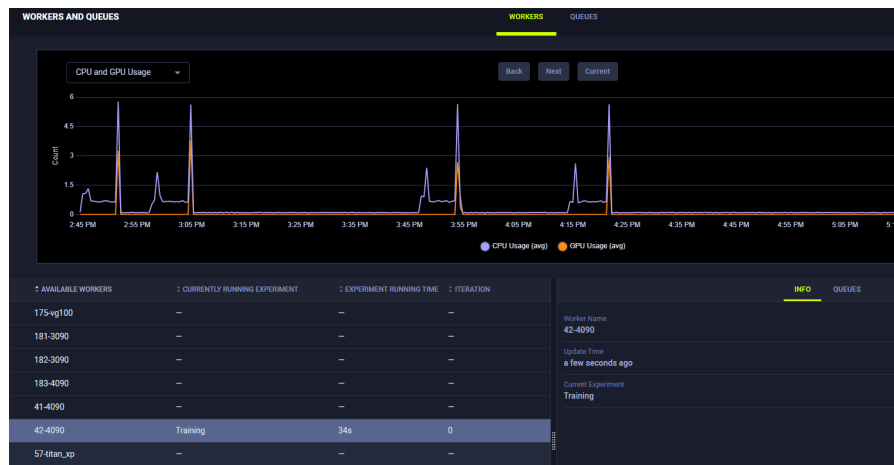 WORKERS AND QUEUES
WORKERS QUEUES
CPU and GPU Usage
Back Next Current
6
4.5
3
1.5
0
Count
2:45 PM 2:55 PM 3:05 PM 3:15 PM 3:25 PM 3:35 PM 3:45 PM 3:55 PM 4:05 PM 4:15 PM 4:25 PM 4:35 PM 4:45 PM 4:55 PM 5:05 PM
CPU Usage (avg) GPU Usage (avg)
AVAILABLE WORKERS CURRENTLY RUNNING EXPERIMENT EXPERIMENT RUNNING TIME ITERATION
175-vg100 – – –
181-3090 – – –
182-3090 – – –
183-4090 – – –
41-4090 – – –
42-4090 Training 34s 0
57-titan_xp – – –
INFO QUEUES
Worker Name
42-4090
Update Time
a few seconds ago
Current Experiment
Training